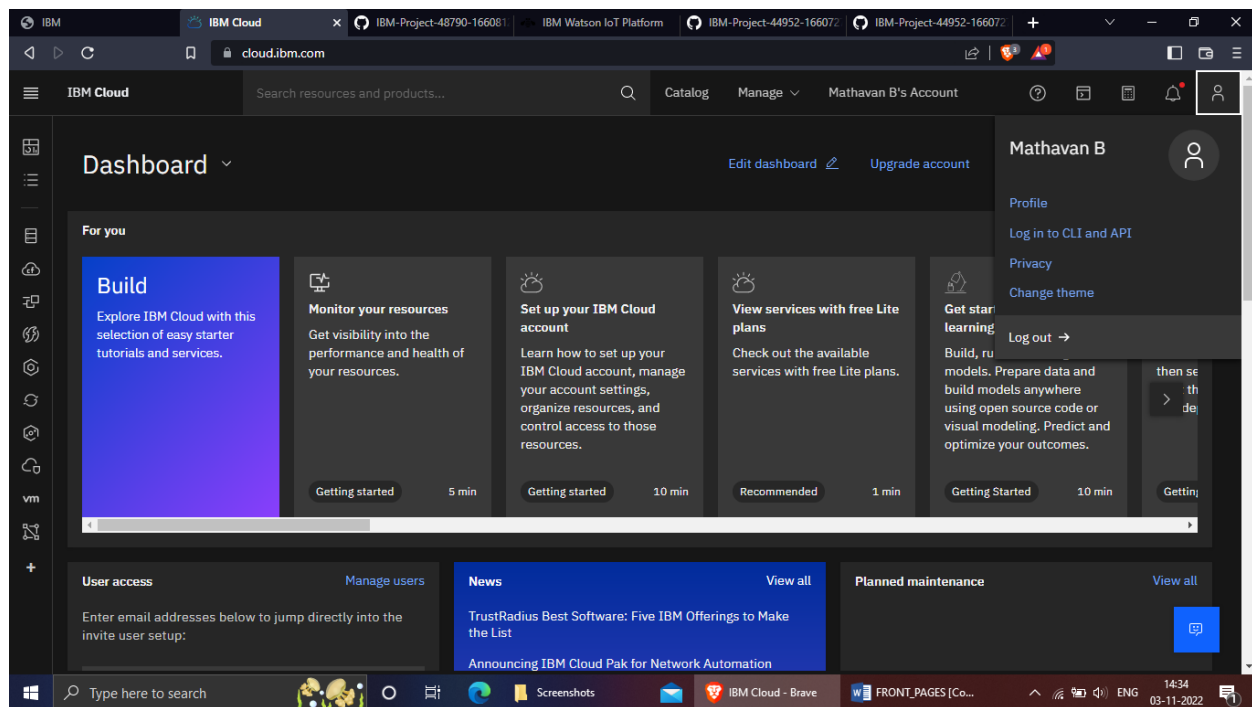 IBM
IBM Cloud
IBM-Project-48790-16608
IBM Watson IoT Platform
IBM-Project-44952-166072
IBM-Project-44952-166072
cloud.ibm.com
IBM Cloud
Search resources and products...
Catalog
Manage
Mathavan B's Account
Dashboard
Edit dashboard
Upgrade account
Mathavan B
Profile
Log in to CLI and API
Privacy
Change theme
Log out →
For you
Build
Explore IBM Cloud with this
selection of easy starter
tutorials and services.
Monitor your resources
Get visibility into the
performance and health of
your resources.
Getting started
5 min
Set up your IBM Cloud
account
Learn how to set up your
IBM Cloud account, manage
your account settings,
organize resources, and
control access to those
resources.
Getting started
10 min
View services with free Lite
plans
Check out the available
services with free Lite plans.
Recommended
1 min
Get star
learning
Build, ru
models. Prepare data and
build models anywhere
using open source code or
visual modeling. Predict and
optimize your outcomes.
Getting Started
10 min
then se
th
de
Getting
vm
User access
Manage users
Enter email addresses below to jump directly into the
invite user setup:
News
View all
TrustRadius Best Software: Five IBM Offerings to Make
the List
Announcing IBM Cloud Pak for Network Automation
Planned maintenance
View all
Type here to search
Screenshots
IBM Cloud - Brave
FRONT_PAGES [Co...
ENG
14:34
03-11-2022